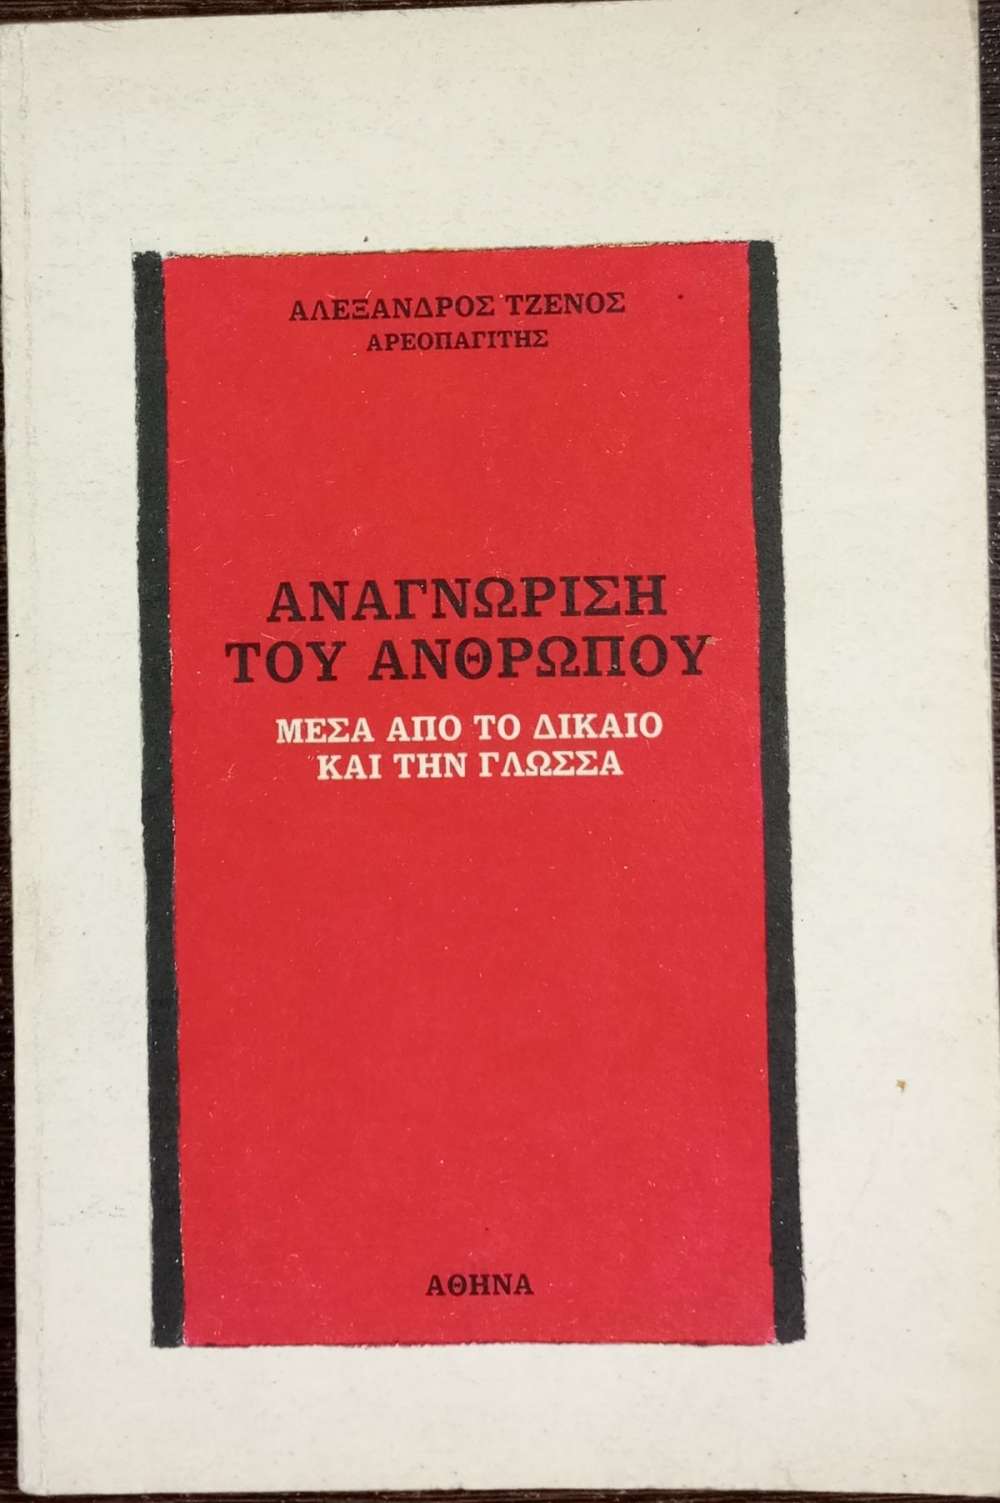 ΑΛΕΞΑΝΔΡΟΣ ΤΖΕΝΟΣ
ΑΡΕΟΠΑΓΙΤΗΣ
ΑΝΑΓΝΩΡΙΣΗ
ΤΟΥ ΑΝΘΡΩΠΟΥ
ΜΕΣΑ ΑΠΟ ΤΟ ΔΙΚΑΙΟ
ΚΑΙ ΤΗΝ ΓΛΩΣΣΑ
ΑΘΗΝΑ